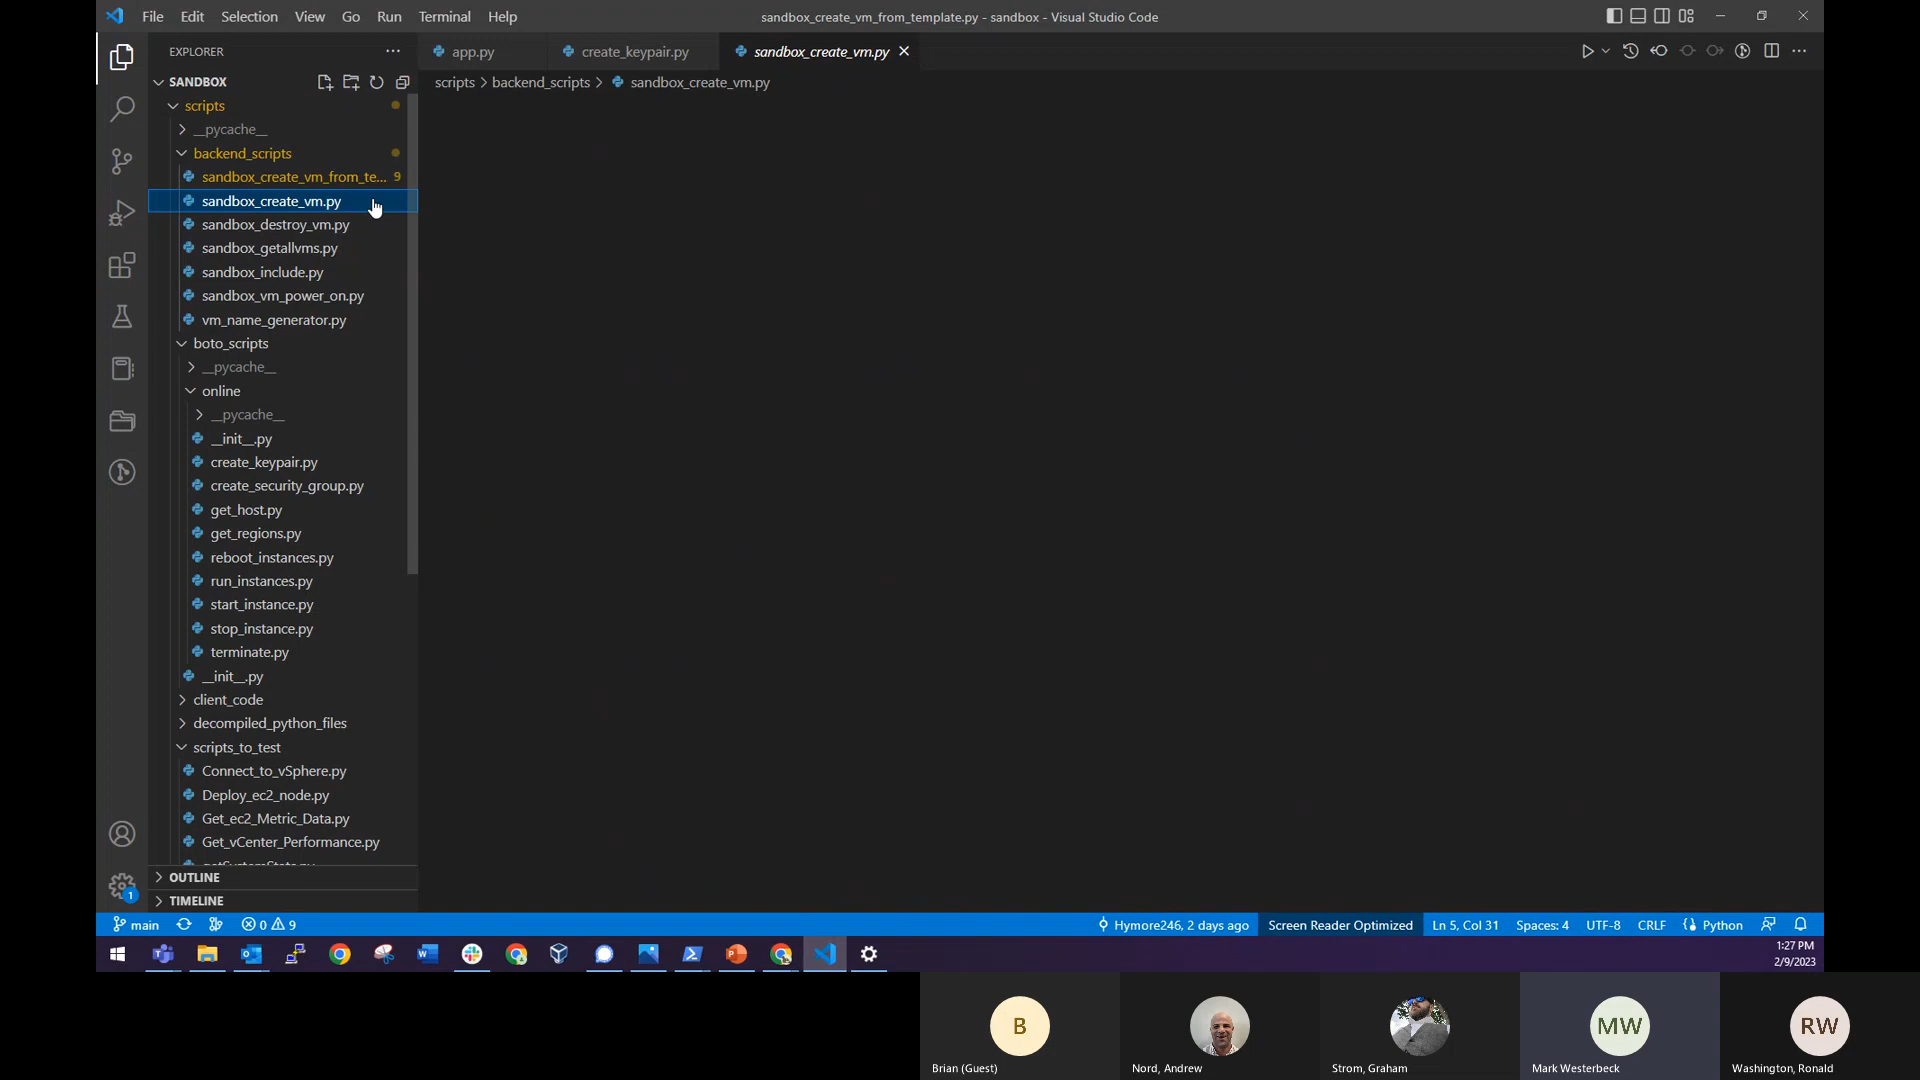 File Edit Selection View Go Run Terminal Help
sandbox_create_vm_from_template.py - sandbox - Visual Studio Code
EXPLORER
app.py
create_keypair.py
sandbox_create_vm.py
SANDBOX
scripts > backend_scripts > sandbox_create_vm.py
scripts
__pycache__
backend_scripts
sandbox_create_vm_from_te... 9
sandbox_create_vm.py
sandbox_destroy_vm.py
sandbox_getallvms.py
sandbox_include.py
sandbox_vm_power_on.py
vm_name_generator.py
boto_scripts
__pycache__
online
__pycache__
__init__.py
create_keypair.py
create_security_group.py
get_host.py
get_regions.py
reboot_instances.py
run_instances.py
start_instance.py
stop_instance.py
terminate.py
__init__.py
client_code
decompiled_python_files
scripts_to_test
Connect_to_vSphere.py
Deploy_ec2_node.py
Get_ec2_Metric_Data.py
Get_vCenter_Performance.py
OUTLINE
1
TIMELINE
main 0 9 Hymore246, 2 days ago Screen Reader Optimized Ln 5, Col 31 Spaces: 4 UTF-8 CRLF Python
1:27 PM
2/9/2023
B MW RW
Brian (Guest) Nord, Andrew Strom, Graham Mark Westerbeck Washington, Ronald